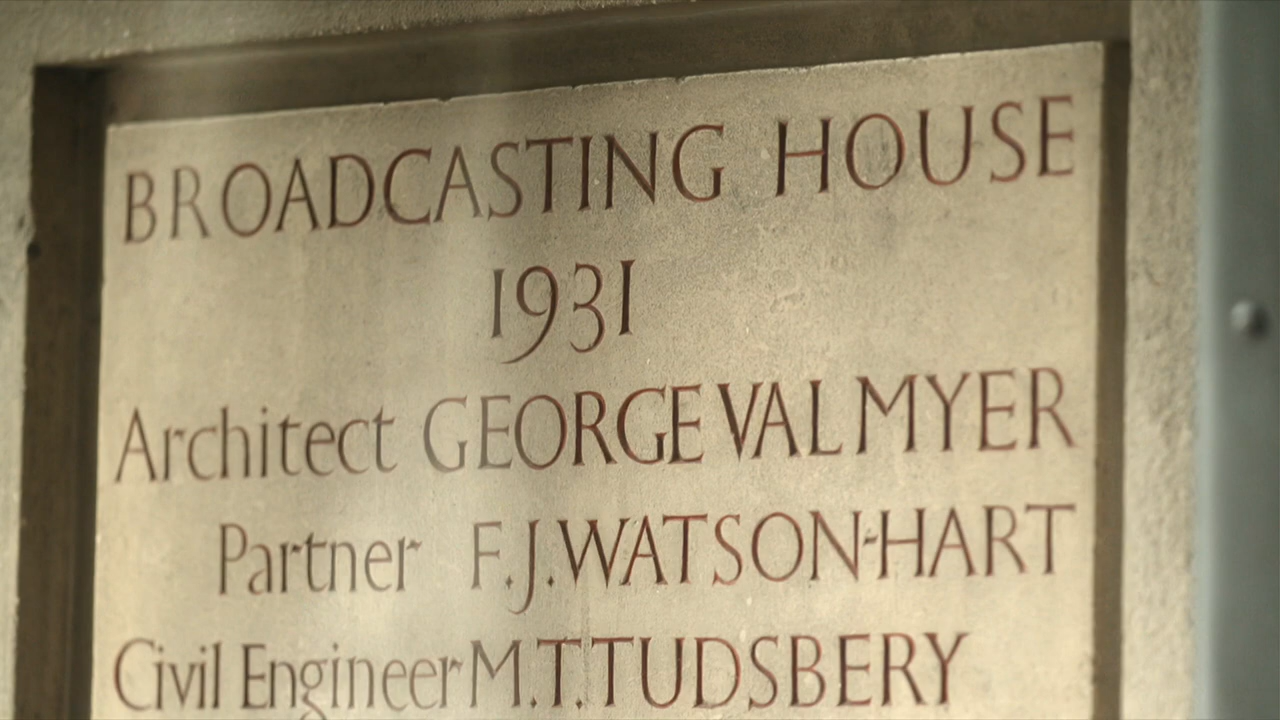 BROADCASTING HOUSE
1931
Architect GEORGE VAL MYER
Partner F.J.WATSON-HART
Civil Engineer M.T.TUDSBERY